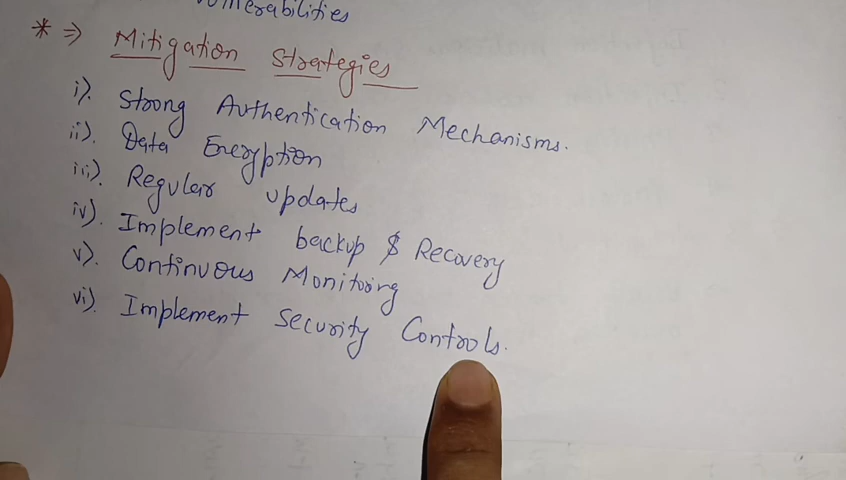 Vulnerabilities
* ⇒ Mitigation Strategies
i). Strong Authentication Mechanisms.
ii). Data Encryption
iii). Regular updates
iv). Implement backup & Recovery
v). Continuous Monitoring
vi). Implement Security Controls.